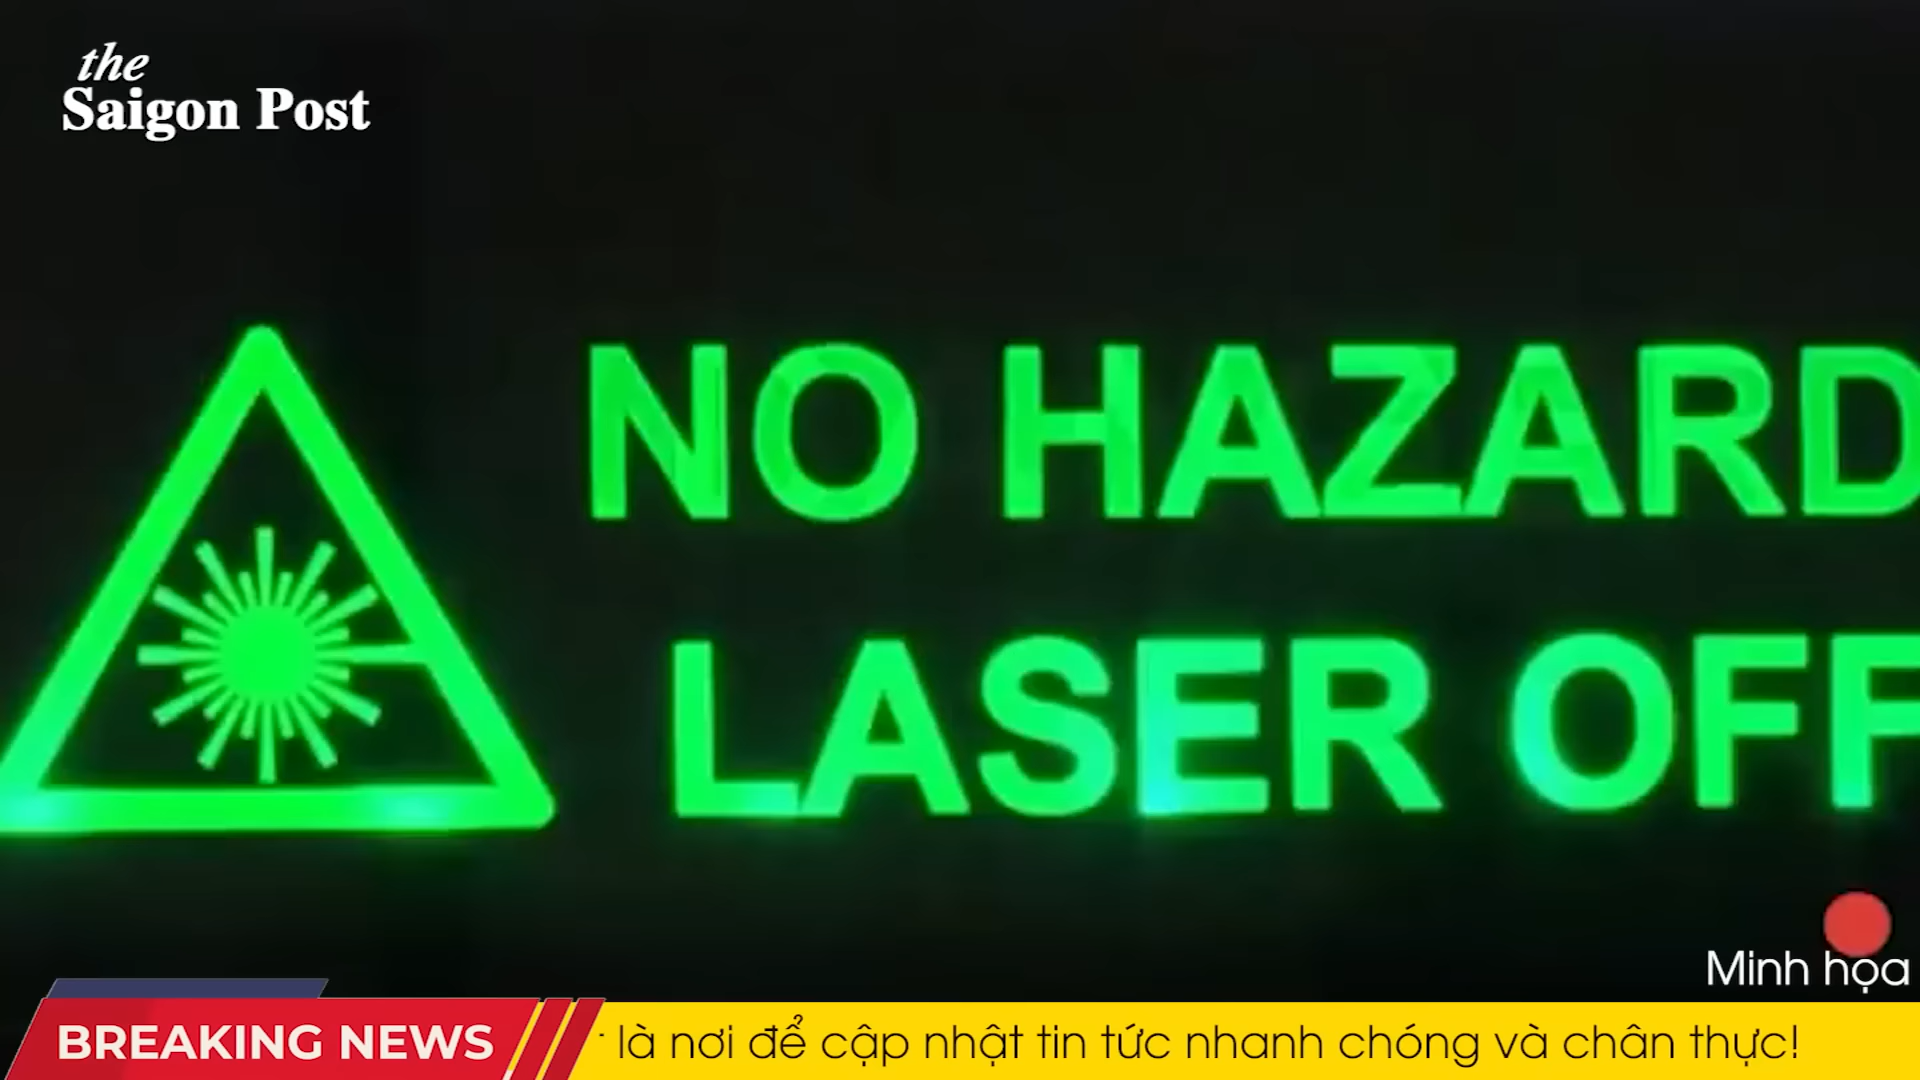 the
Saigon Post
NO HAZARD
LASER OFF
Minh họa
BREAKING NEWS
là nơi để cập nhật tin tức nhanh chóng và chân thực!